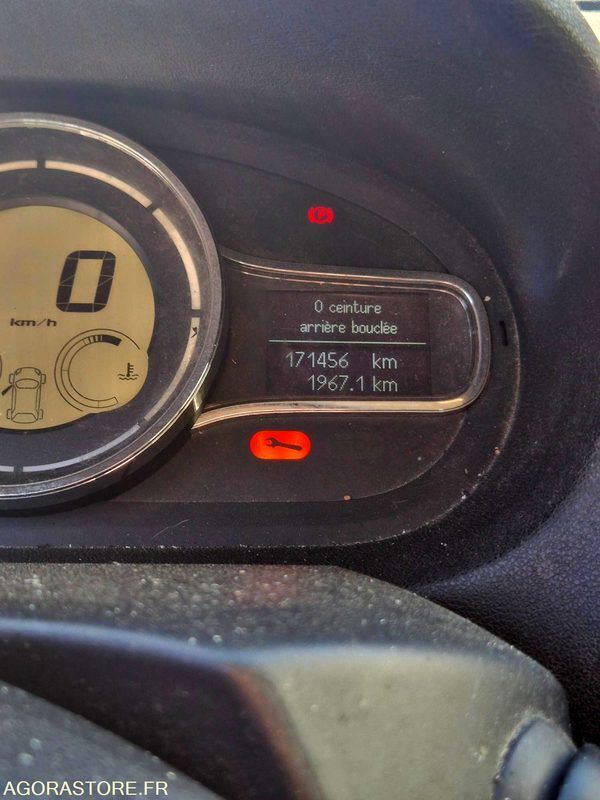 0
km/h
0 ceinture
arrière bouclée
171456 km
1967.1 km
P
AGORASTORE.FR